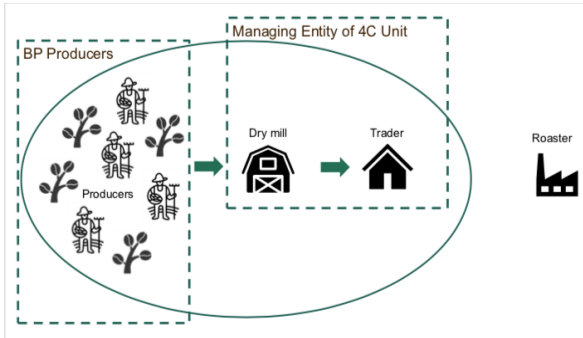 Managing Entity of 4C Unit
BP Producers
Dry mill
Trader
Roaster
Producers